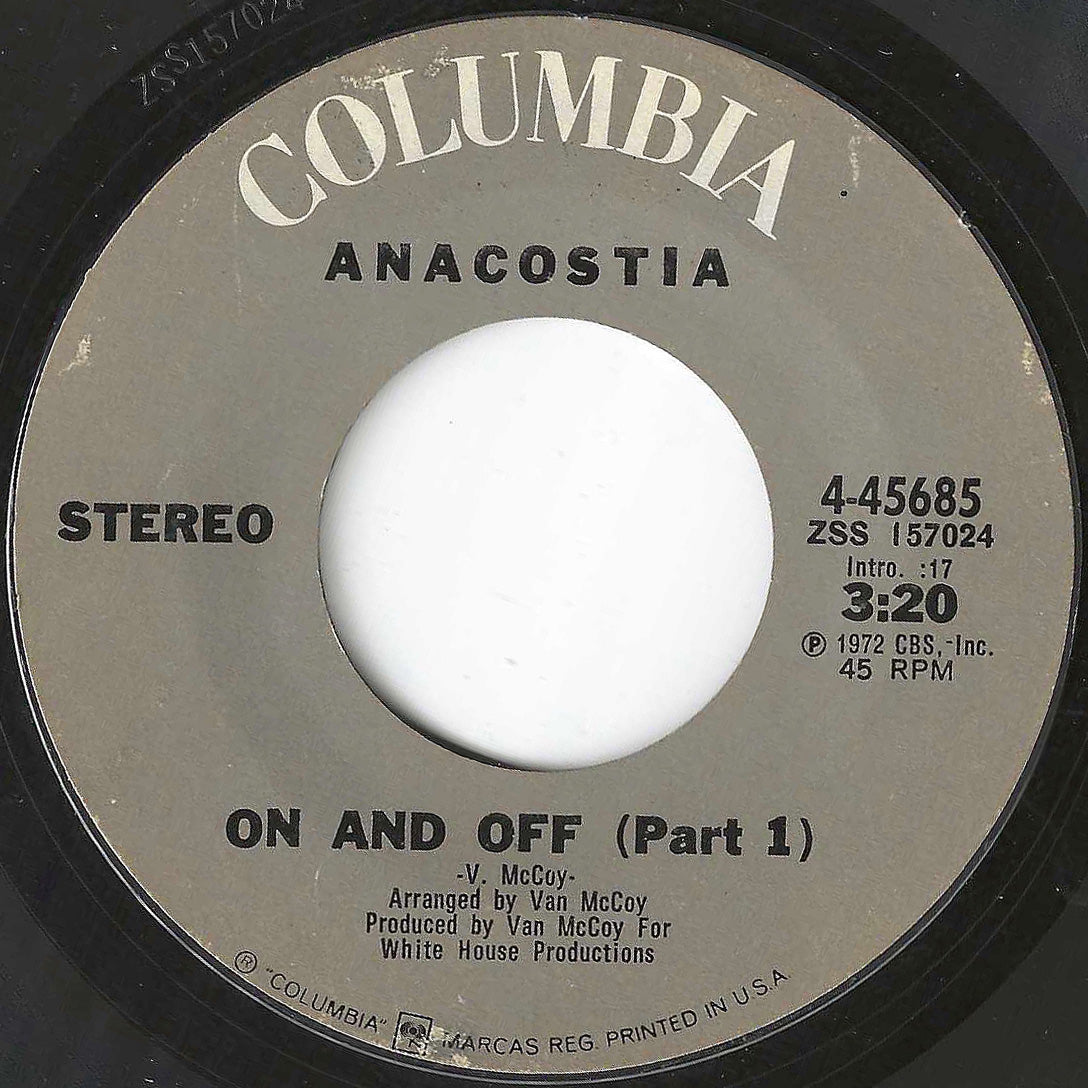 ZSS157024
COLUMBIA
ANACOSTIA
STEREO
4-45685
ZSS 157024
Intro. :17
3:20
Ⓟ 1972 CBS, Inc.
45 RPM
ON AND OFF (Part 1)
-V. McCoy-
Arranged by Van McCoy
Produced by Van McCoy For
White House Productions
® "COLUMBIA" MARCAS REG. PRINTED IN U.S.A.